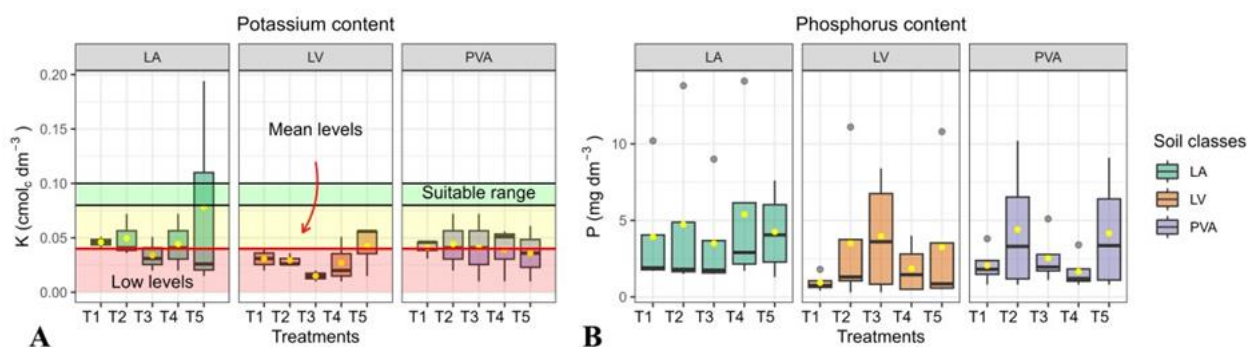 Potassium content
LA LV PVA
K (cmolc dm−3)
0.20
0.15
0.10
0.05
0.00
Mean levels
Suitable range
Low levels
T1 T2 T3 T4 T5 T1 T2 T3 T4 T5 T1 T2 T3 T4 T5
Treatments
A
Phosphorus content
LA LV PVA
P (mg dm−3)
10
5
0
T1 T2 T3 T4 T5 T1 T2 T3 T4 T5 T1 T2 T3 T4 T5
Treatments
B
Soil classes
LA
LV
PVA